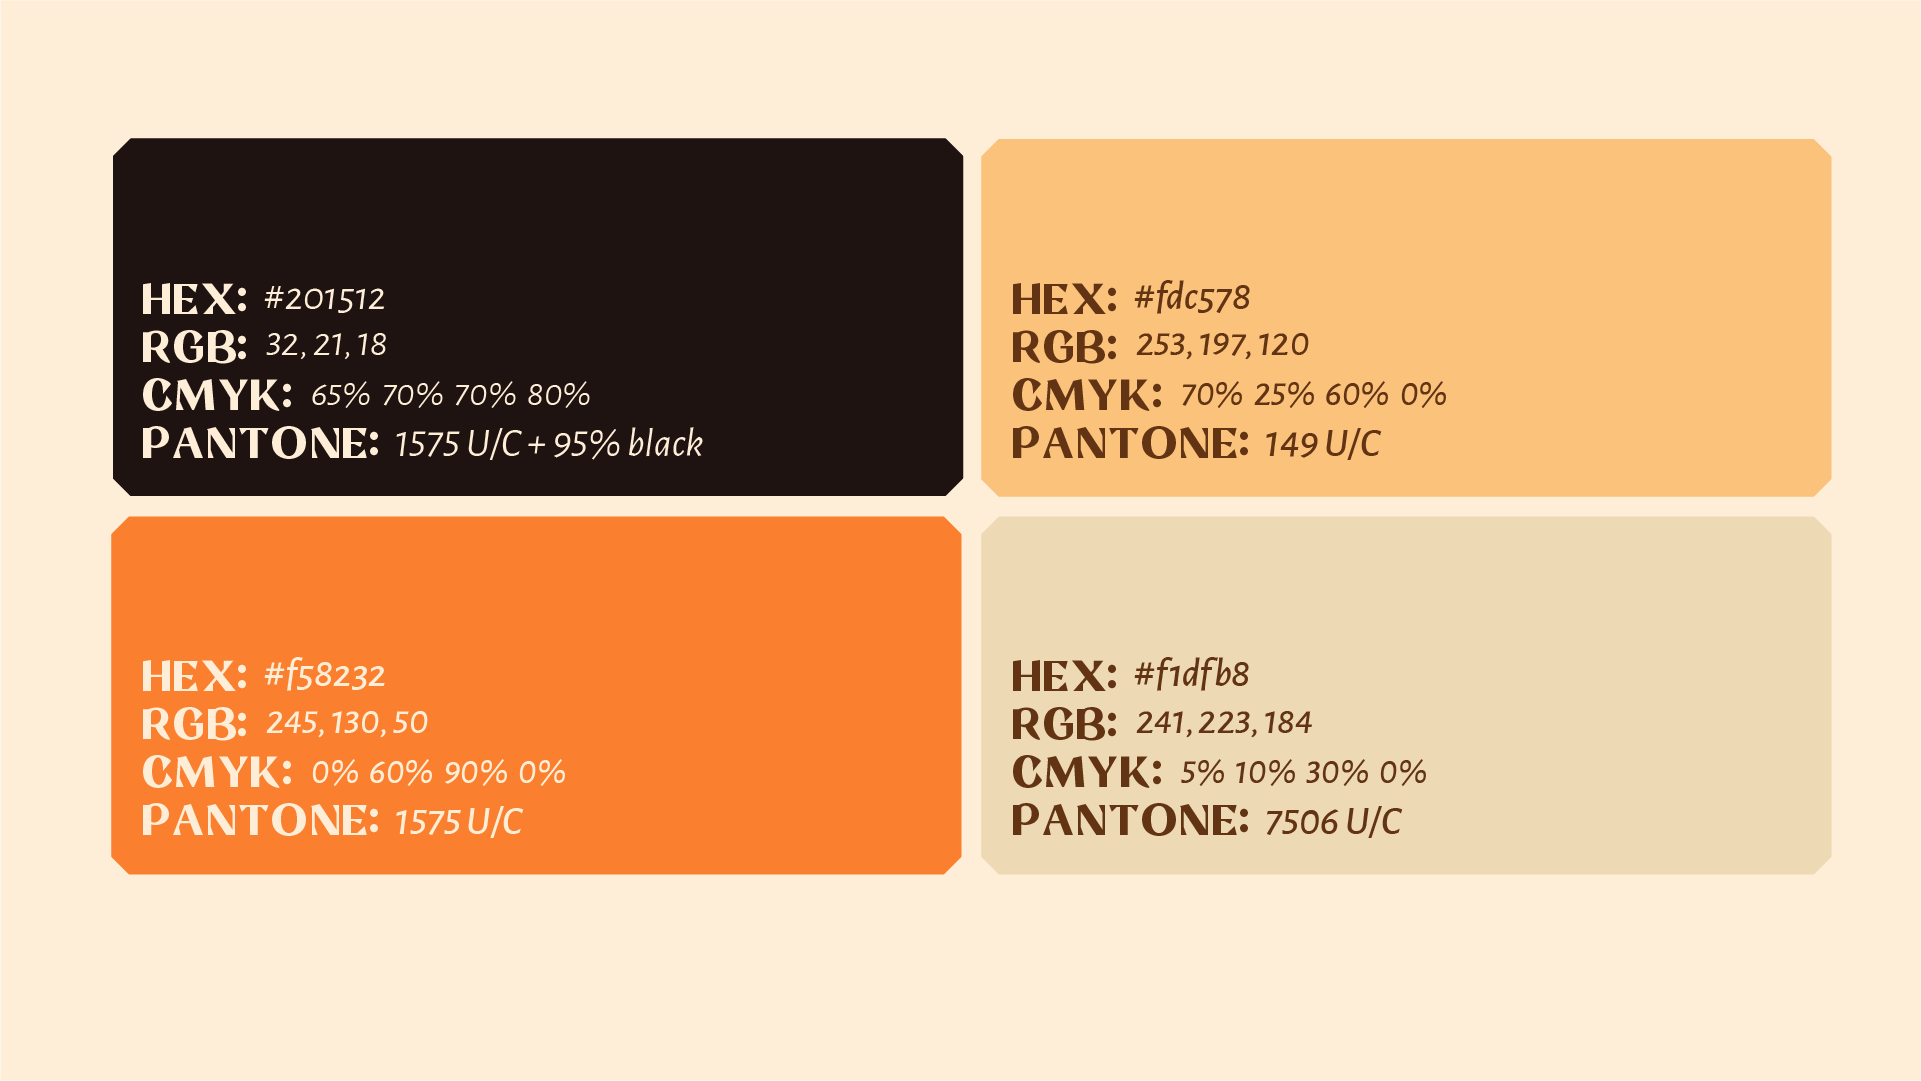 HEX: #201512
RGB: 32, 21, 18
CMYK: 65% 70% 70% 80%
PANTONE: 1575 U/C + 95% black
HEX: #fdc578
RGB: 253, 197, 120
CMYK: 70% 25% 60% 0%
PANTONE: 149 U/C
HEX: #f58232
RGB: 245, 130, 50
CMYK: 0% 60% 90% 0%
PANTONE: 1575 U/C
HEX: #f1dfb8
RGB: 241, 223, 184
CMYK: 5% 10% 30% 0%
PANTONE: 7506 U/C